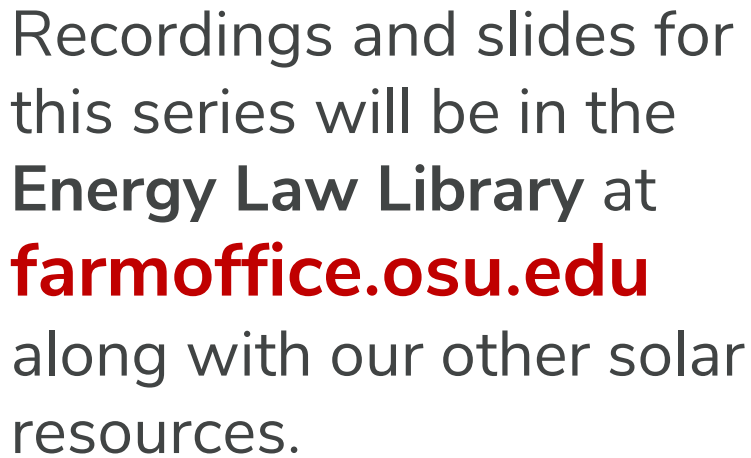 Recordings and slides for
this series will be in the
Energy Law Library at
farmoffice.osu.edu
along with our other solar
resources.